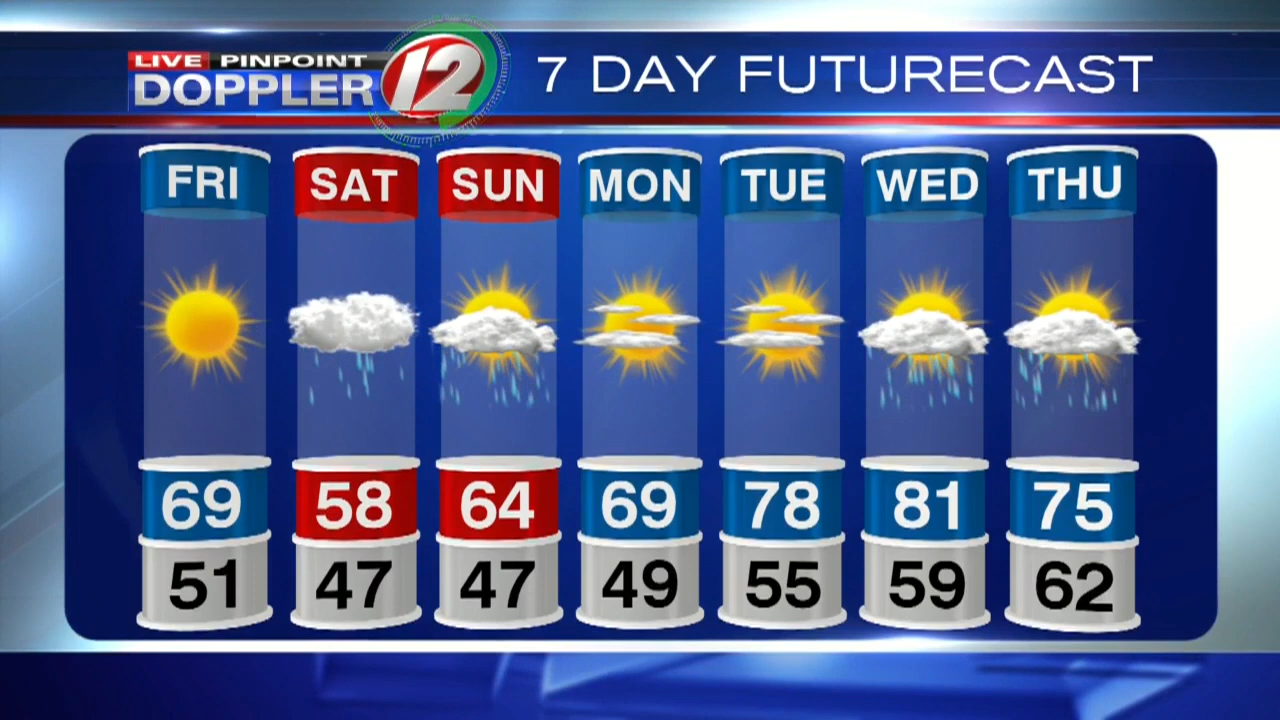 LIVE PINPOINT
DOPPLER 12
7 DAY FUTURECAST
FRI SAT SUN MON TUE WED THU
69 58 64 69 78 81 75
51 47 47 49 55 59 62